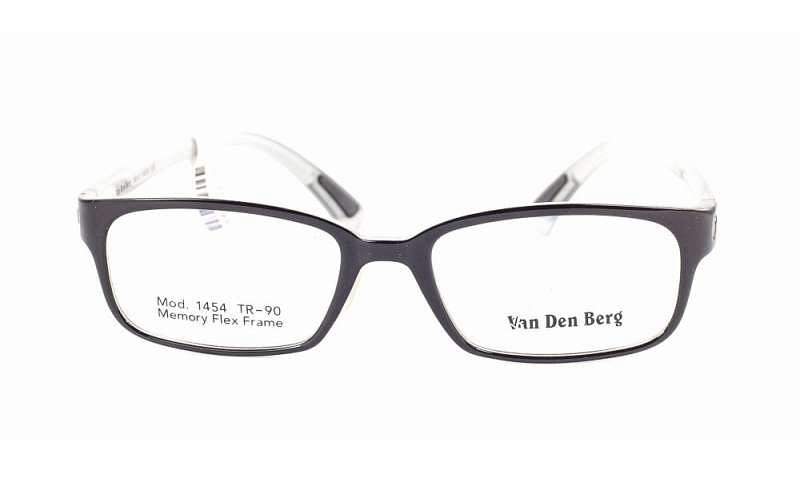 Mod. 1454 TR-90
Memory Flex Frame
Van Den Berg